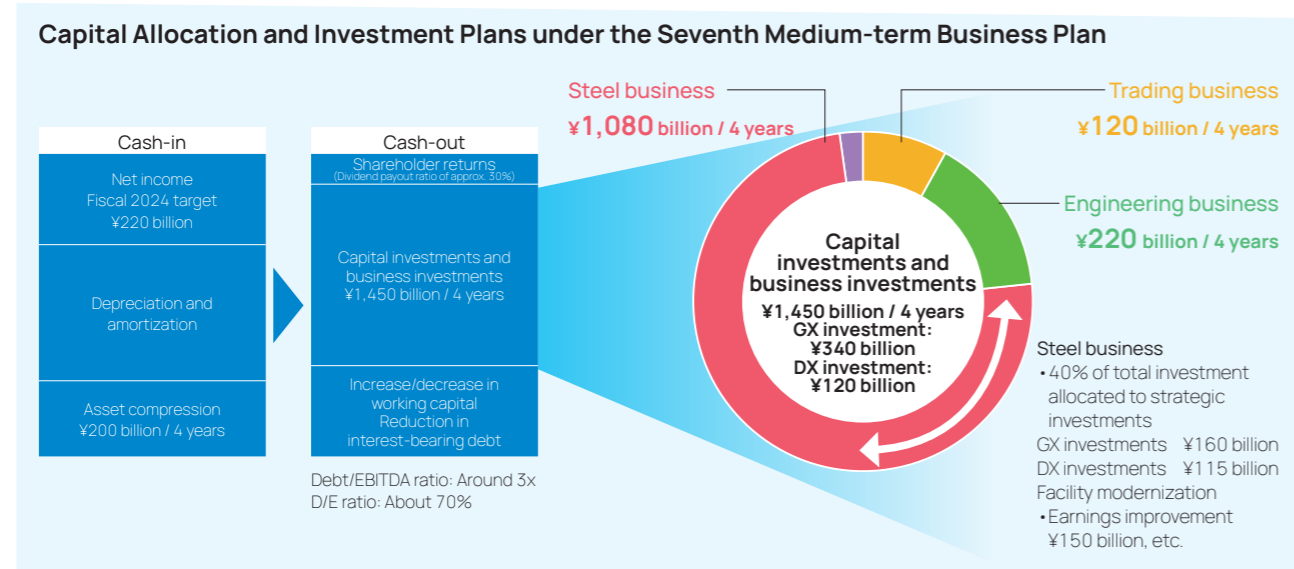 Capital Allocation and Investment Plans under the Seventh Medium-term Business Plan
Cash-in
Net income
Fiscal 2024 target
¥220 billion
Depreciation and
amortization
Asset compression
¥200 billion / 4 years
Cash-out
Shareholder returns
(Dividend payout ratio of approx. 30%)
Capital investments and
business investments
¥1,450 billion / 4 years
Increase/decrease in
working capital
Reduction in
interest-bearing debt
Debt/EBITDA ratio: Around 3x
D/E ratio: About 70%
Steel business
¥1,080 billion / 4 years
Trading business
¥120 billion / 4 years
Engineering business
¥220 billion / 4 years
Capital
investments and
business investments
¥1,450 billion / 4 years
GX investment:
¥340 billion
DX investment:
¥120 billion
Steel business
•40% of total investment
allocated to strategic
investments
GX investments ¥160 billion
DX investments ¥115 billion
Facility modernization
•Earnings improvement
¥150 billion, etc.